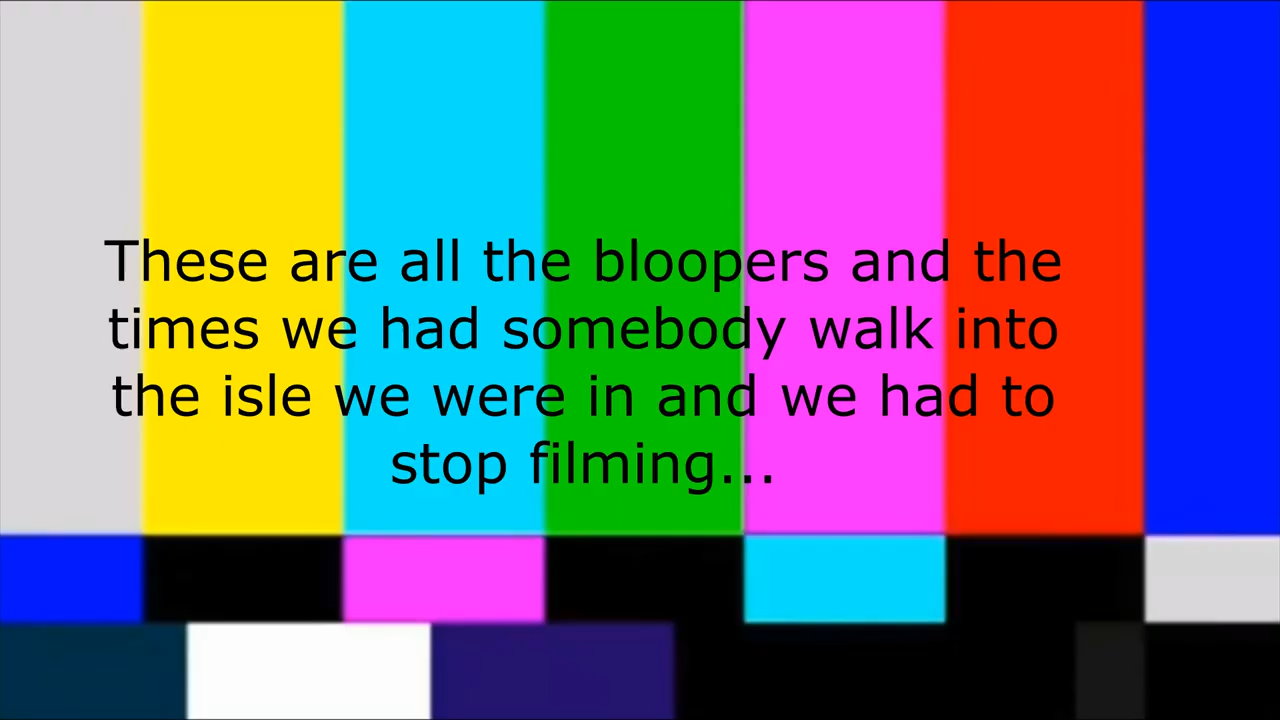 These are all the bloopers and the
times we had somebody walk into
the isle we were in and we had to
stop filming...